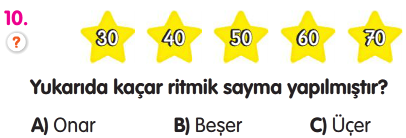 10.
?
30 40 50 60 70
Yukarıda kaçar ritmik sayma yapılmıştır?
A) Onar B) Beşer C) Üçer